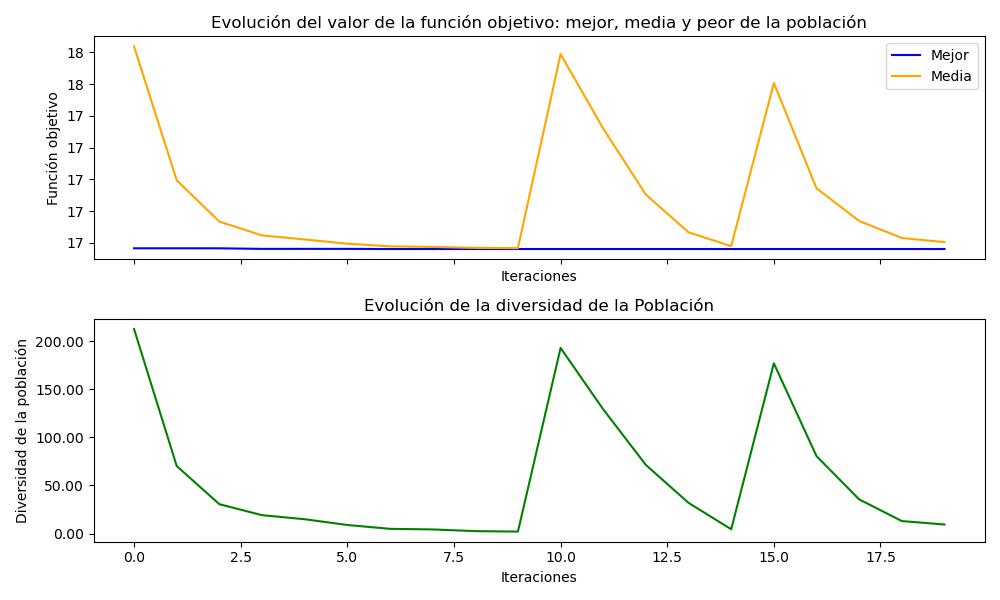 Evolución del valor de la función objetivo: mejor, media y peor de la población
Mejor
Media
Función objetivo
18
18
17
17
17
17
17
Iteraciones
Evolución de la diversidad de la Población
Diversidad de la población
200.00
150.00
100.00
50.00
0.00
0.0 2.5 5.0 7.5 10.0 12.5 15.0 17.5
Iteraciones